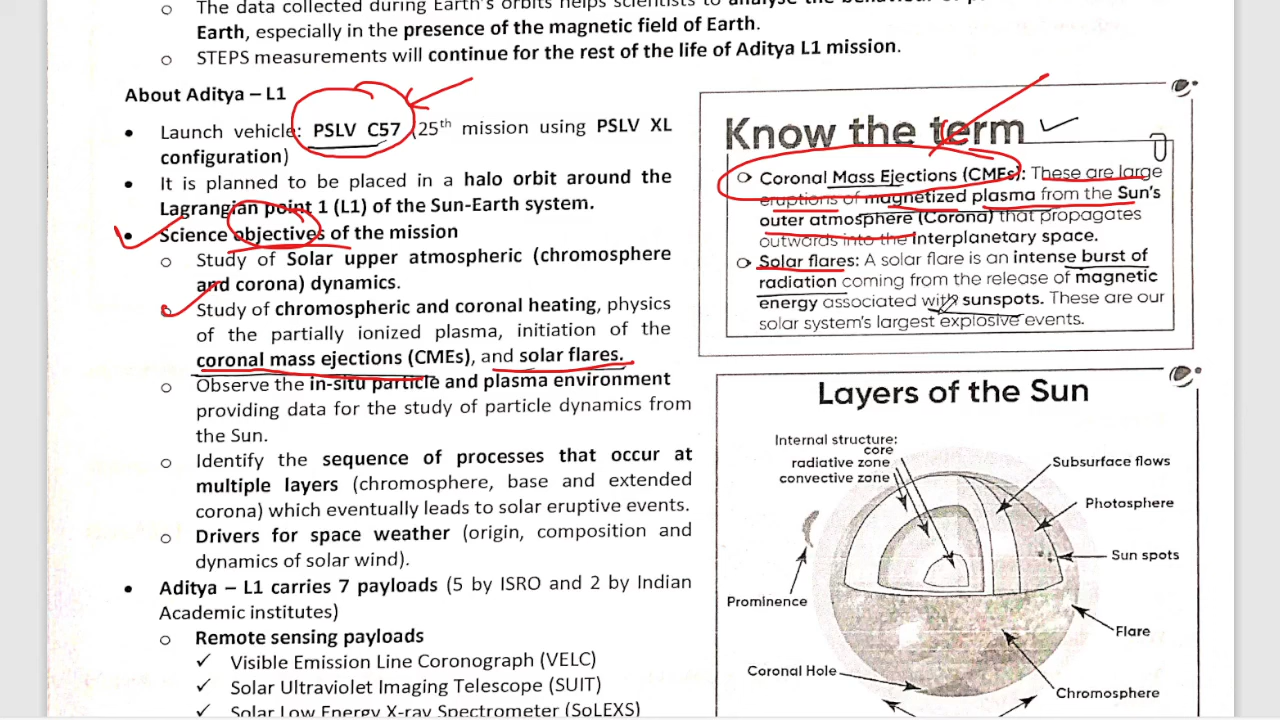 o The data collected during Earth's orbits helps scientists to analyse the behaviour of
Earth, especially in the presence of the magnetic field of Earth.
o STEPS measurements will continue for the rest of the life of Aditya L1 mission.
About Aditya – L1
• Launch vehicle: PSLV C57 (25th mission using PSLV XL
configuration)
• It is planned to be placed in a halo orbit around the
Lagrangian point 1 (L1) of the Sun-Earth system.
• Science objectives of the mission
o Study of Solar upper atmospheric (chromosphere
and corona) dynamics.
o Study of chromospheric and coronal heating, physics
of the partially ionized plasma, initiation of the
coronal mass ejections (CMEs), and solar flares.
o Observe the in-situ particle and plasma environment
providing data for the study of particle dynamics from
the Sun.
o Identify the sequence of processes that occur at
multiple layers (chromosphere, base and extended
corona) which eventually leads to solar eruptive events.
o Drivers for space weather (origin, composition and
dynamics of solar wind).
• Aditya – L1 carries 7 payloads (5 by ISRO and 2 by Indian
Academic institutes)
o Remote sensing payloads
✓ Visible Emission Line Coronograph (VELC)
✓ Solar Ultraviolet Imaging Telescope (SUIT)
✓ Solar Low Energy X-ray Spectrometer (SoLEXS)
Know the term
Coronal Mass Ejections (CMEs): These are large
eruptions of magnetized plasma from the Sun's
outer atmosphere (Corona) that propagates
outwards into the interplanetary space.
Solar flares: A solar flare is an intense burst of
radiation coming from the release of magnetic
energy associated with sunspots. These are our
solar system's largest explosive events.
Layers of the Sun
Internal structure:
core
radiative zone
convective zone
Subsurface flows
Photosphere
Sun spots
Prominence
Flare
Coronal Hole
Chromosphere